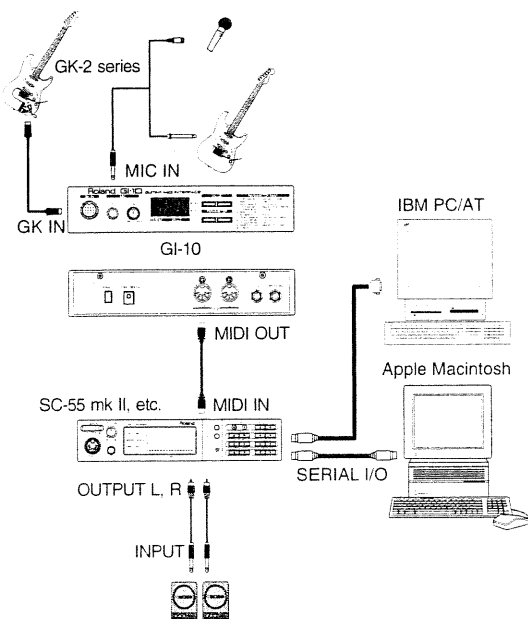 GK-2 series
MIC IN
Roland GI-10
GK IN
GI-10
IBM PC/AT
MIDI OUT
Apple Macintosh
SC-55 mk II, etc.
MIDI IN
Roland
SERIAL I/O
OUTPUT L, R
INPUT